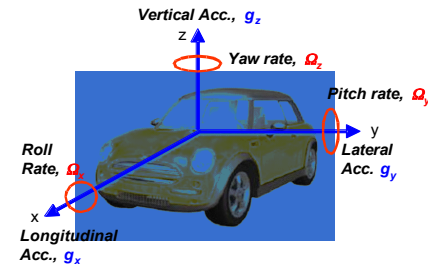 Vertical Acc., gz
z
Yaw rate, Ωz
Pitch rate, Ωy
y
Lateral
Acc. gy
Roll
Rate, Ωx
x
Longitudinal
Acc., gx